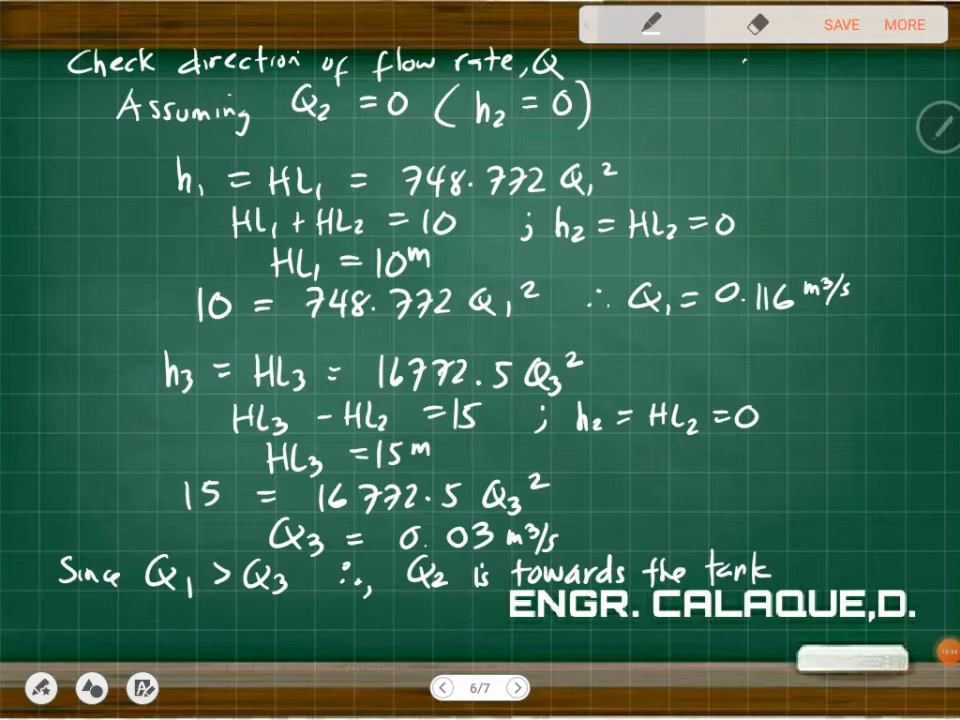 SAVE MORE
Check direction of flow rate, Q
Assuming Q₂ = 0 ( h₂ = 0 )
h₁ = HL₁ = 748.772 Q₁²
HL₁ + HL₂ = 10 ; h₂ = HL₂ = 0
HL₁ = 10 m
10 = 748.772 Q₁² ∴ Q₁ = 0.116 m³/s
h₃ = HL₃ = 16772.5 Q₃²
HL₃ - HL₂ = 15 ; h₂ = HL₂ = 0
HL₃ = 15 m
15 = 16772.5 Q₃²
Q₃ = 0.03 m³/s
Since Q₁ > Q₃ ∴, Q₂ is towards the tank
ENGR. CALAQUE,D.
6/7